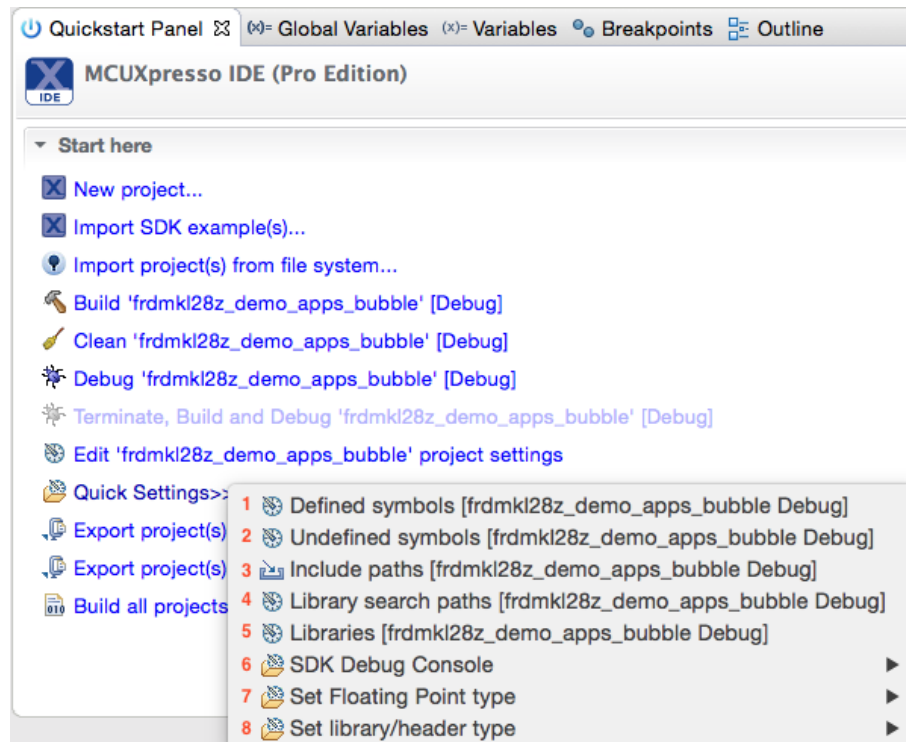 Quickstart Panel (x)= Global Variables (x)= Variables Breakpoints Outline
IDE
MCUXpresso IDE (Pro Edition)
Start here
New project...
Import SDK example(s)...
Import project(s) from file system...
Build 'frdmkl28z_demo_apps_bubble' [Debug]
Clean 'frdmkl28z_demo_apps_bubble' [Debug]
Debug 'frdmkl28z_demo_apps_bubble' [Debug]
Terminate, Build and Debug 'frdmkl28z_demo_apps_bubble' [Debug]
Edit 'frdmkl28z_demo_apps_bubble' project settings
Quick Settings>>
1 Defined symbols [frdmkl28z_demo_apps_bubble Debug]
2 Undefined symbols [frdmkl28z_demo_apps_bubble Debug]
3 Include paths [frdmkl28z_demo_apps_bubble Debug]
4 Library search paths [frdmkl28z_demo_apps_bubble Debug]
5 Libraries [frdmkl28z_demo_apps_bubble Debug]
6 SDK Debug Console
7 Set Floating Point type
8 Set library/header type
Export project(s)
Export project(s)
010 Build all projects